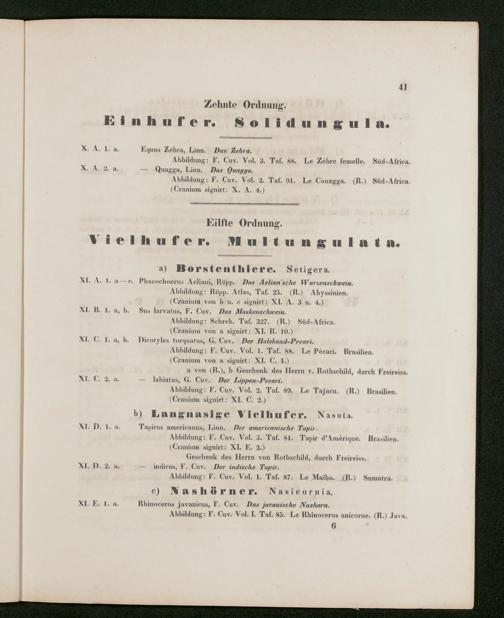 41
Zehnte Ordnung.
Einhufer. Solidungula.
X. A. 1. a. Equus Zebra, Linn. Das Zebra.
Abbildung: F. Cuv. Vol. 3. Taf. 88. Le Zèbre femelle. Süd-Africa.
X. A. 2. a. — Quagga, Linn. Das Quagga.
Abbildung: F. Cuv. Vol. 2. Taf. 91. Le Couagga. (R.) Süd-Africa.
(Cranium signirt: X. A. 4.)
Eilfte Ordnung.
Vielhufer. Multungulata.
a) Borstenthiere. Setigera.
XI. A. 1. a—c. Phacochoerus Aeliani, Rüpp. Das Aelian'sche Warzenschwein.
Abbildung: Rüpp. Atlas, Taf. 25. (R.) Abyssinien.
(Cranium von b u. c signirt: XI. A. 3 u. 4.)
XI. B. 1. a, b. Sus larvatus, F. Cuv. Das Maskenschwein.
Abbildung: Schreb. Taf. 327. (R.) Süd-Africa.
(Cranium von a signirt: XI. B. 10.)
XI. C. 1. a, b. Dicotyles torquatus, G. Cuv. Der Halsband-Pecari.
Abbildung: F. Cuv. Vol. 1. Taf. 88. Le Pécari. Brasilien.
(Cranium von a signirt: XI. C. 1.)
a von (R.), b Geschenk des Herrn v. Rothschild, durch Freireiss.
XI. C. 2. a. — labiatus, G. Cuv. Der Lippen-Pecari.
Abbildung: F. Cuv. Vol. 2. Taf. 89. Le Tajacu. (R.) Brasilien.
(Cranium signirt: XI. C. 2.)
b) Langnasige Vielhufer. Nasuta.
XI. D. 1. a. Tapirus americanus, Linn. Der americanische Tapir.
Abbildung: F. Cuv. Vol. 3. Taf. 81. Tapir d'Amérique. Brasilien.
(Cranium signirt: XI. E. 2.)
Geschenk des Herrn von Rothschild, durch Freireiss.
XI. D. 2. a. — indicus, F. Cuv. Der indische Tapir.
Abbildung: F. Cuv. Vol. 1. Taf. 87. Le Maïba. (R.) Sumatra.
c) Nashörner. Nasicornia.
XI. E. 1. a. Rhinoceros javanicus, F. Cuv. Das javanische Nashorn.
Abbildung: F. Cuv. Vol. I. Taf. 85. Le Rhinoceros unicorne. (R.) Java.
6